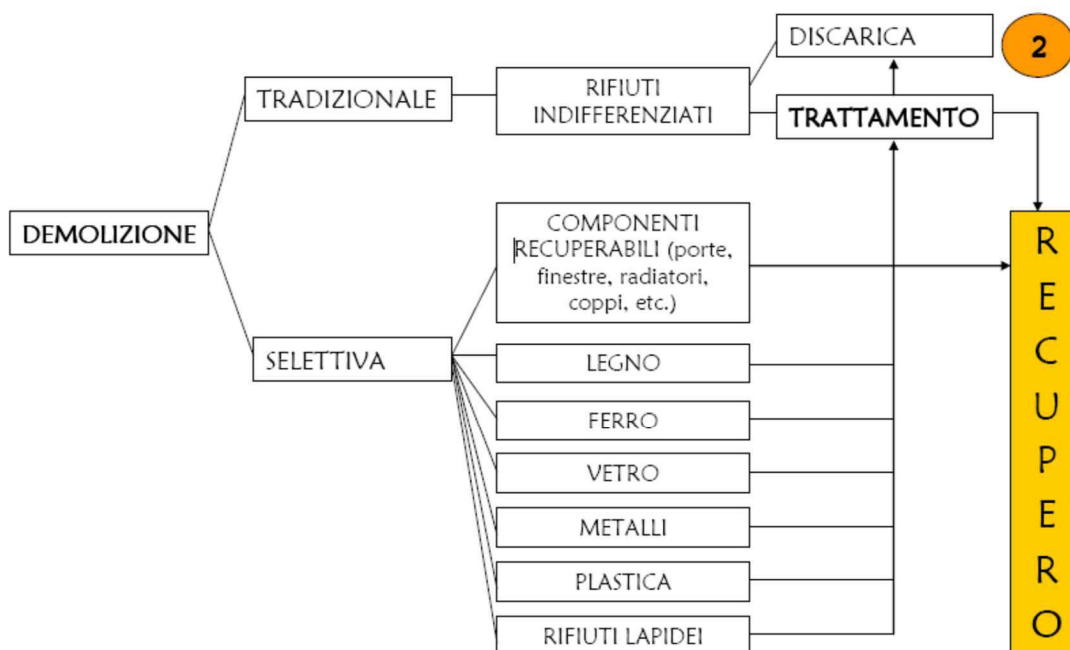 DISCARICA
2
TRADIZIONALE
RIFIUTI
INDIFFERENZIATI
TRATTAMENTO
DEMOLIZIONE
COMPONENTI
RECUPERABILI (porte,
finestre, radiatori,
coppi, etc.)
SELETTIVA
LEGNO
FERRO
VETRO
METALLI
PLASTICA
RIFIUTI LAPIDEI
R
E
C
U
P
E
R
O